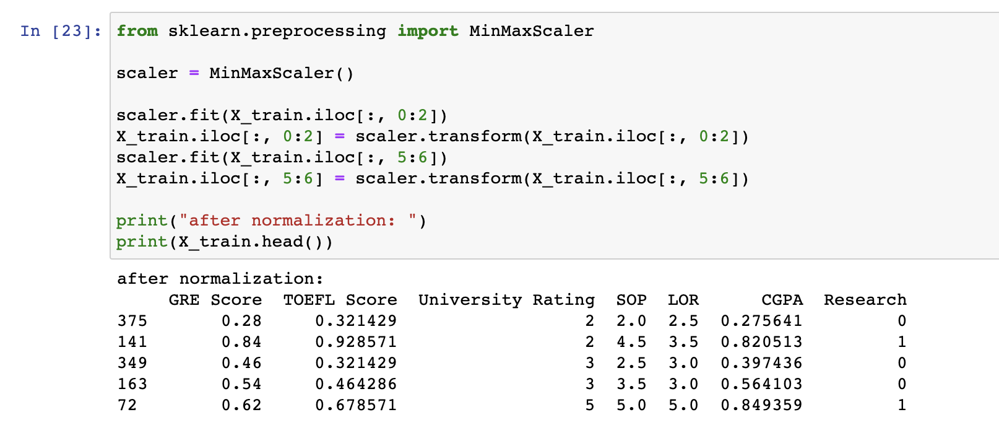 In [23]: from sklearn.preprocessing import MinMaxScaler
scaler = MinMaxScaler()
scaler.fit(X_train.iloc[:, 0:2])
X_train.iloc[:, 0:2] = scaler.transform(X_train.iloc[:, 0:2])
scaler.fit(X_train.iloc[:, 5:6])
X_train.iloc[:, 5:6] = scaler.transform(X_train.iloc[:, 5:6])
print("after normalization: ")
print(X_train.head())
after normalization:
GRE Score TOEFL Score University Rating SOP LOR CGPA Research
375 0.28 0.321429 2 2.0 2.5 0.275641 0
141 0.84 0.928571 2 4.5 3.5 0.820513 1
349 0.46 0.321429 3 2.5 3.0 0.397436 0
163 0.54 0.464286 3 3.5 3.0 0.564103 0
72 0.62 0.678571 5 5.0 5.0 0.849359 1